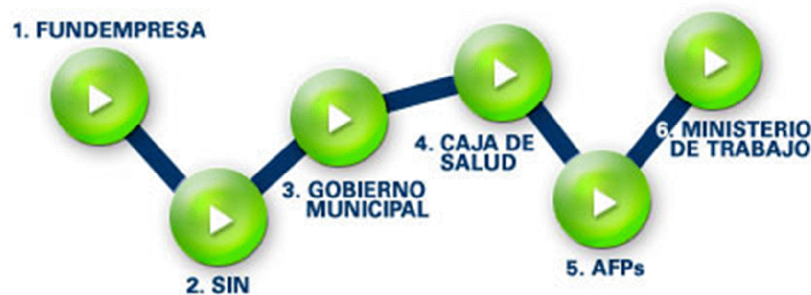 1. FUNDEMPRESA
2. SIN
3. GOBIERNO
MUNICIPAL
4. CAJA DE
SALUD
5. AFPs
6. MINISTERIO
DE TRABAJO